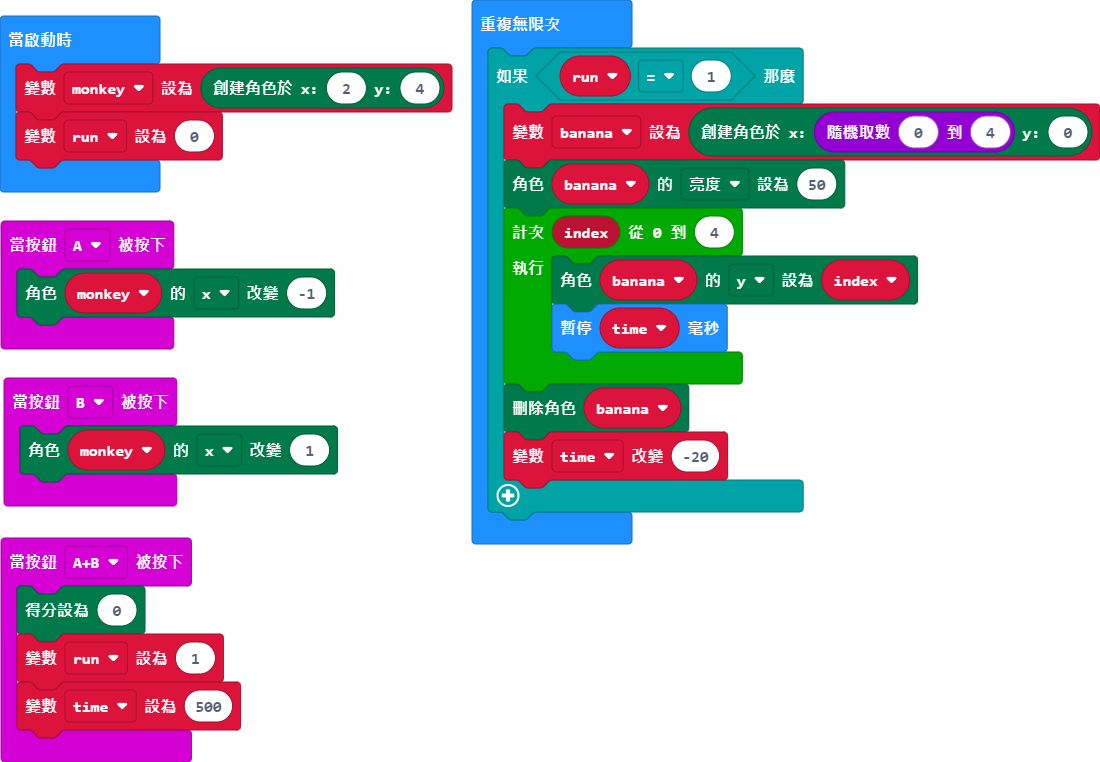 當啟動時
變數 monkey 設為 創建角色於 x: 2 y: 4
變數 run 設為 0
當按鈕 A 被按下
角色 monkey 的 x 改變 -1
當按鈕 B 被按下
角色 monkey 的 x 改變 1
當按鈕 A+B 被按下
得分設為 0
變數 run 設為 1
變數 time 設為 500
重複無限次
如果 run = 1 那麼
變數 banana 設為 創建角色於 x: 隨機取數 0 到 4 y: 0
角色 banana 的 亮度 設為 50
計次 index 從 0 到 4
執行 角色 banana 的 y 設為 index
暫停 time 毫秒
刪除角色 banana
變數 time 改變 -20